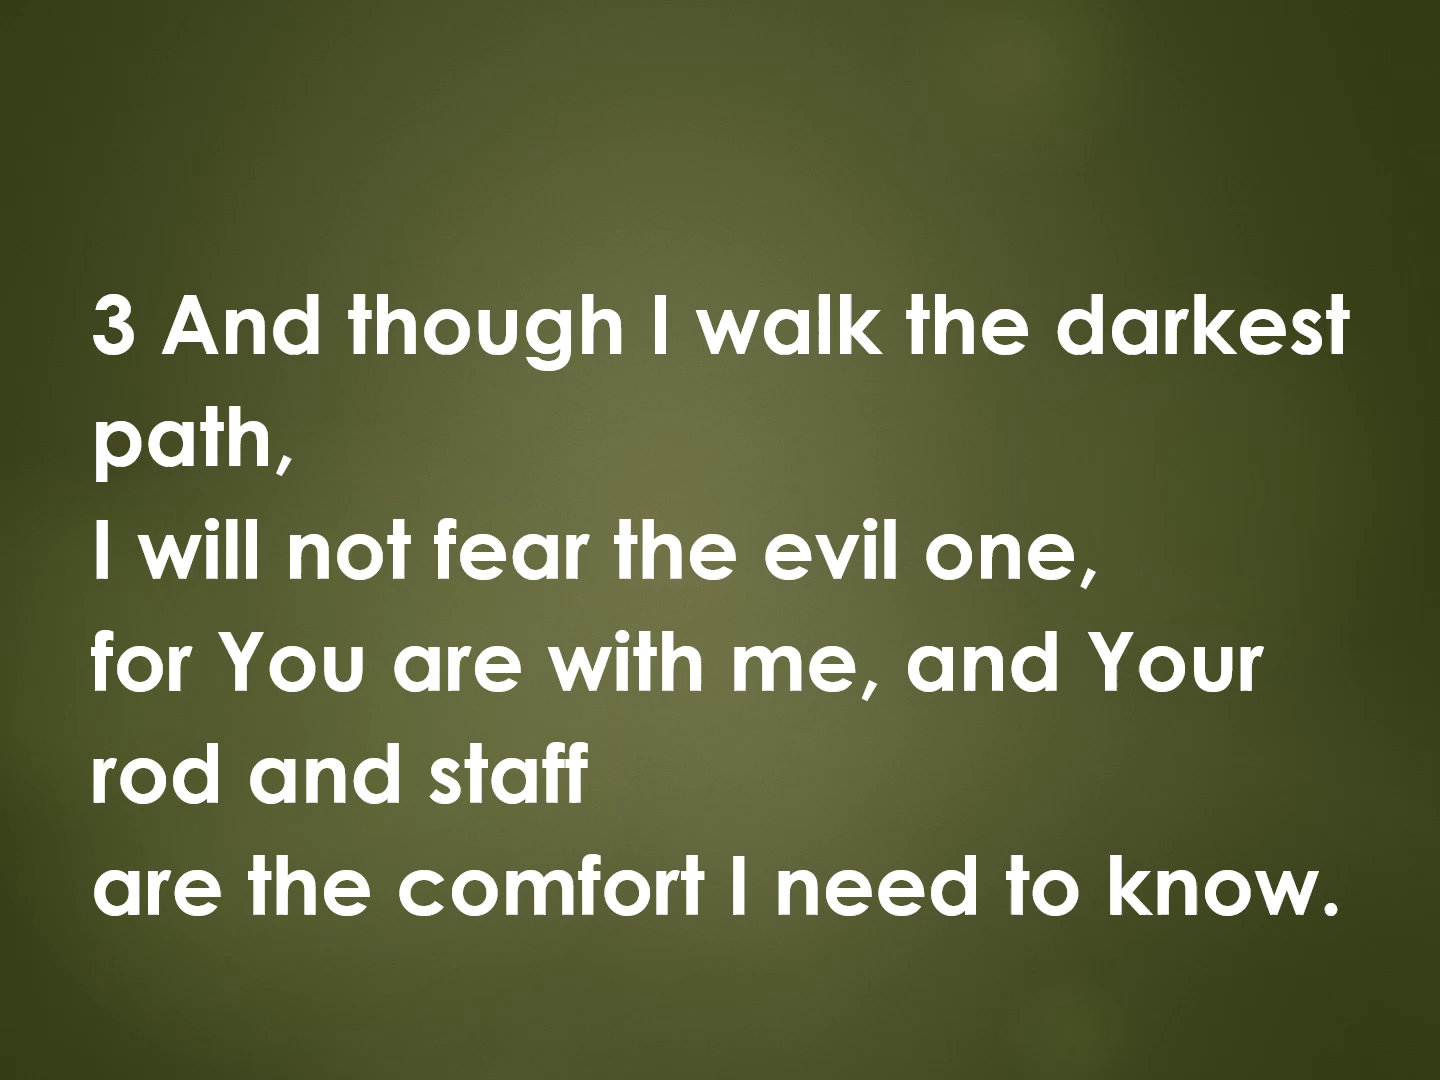 3 And though I walk the darkest
path,
I will not fear the evil one,
for You are with me, and Your
rod and staff
are the comfort I need to know.